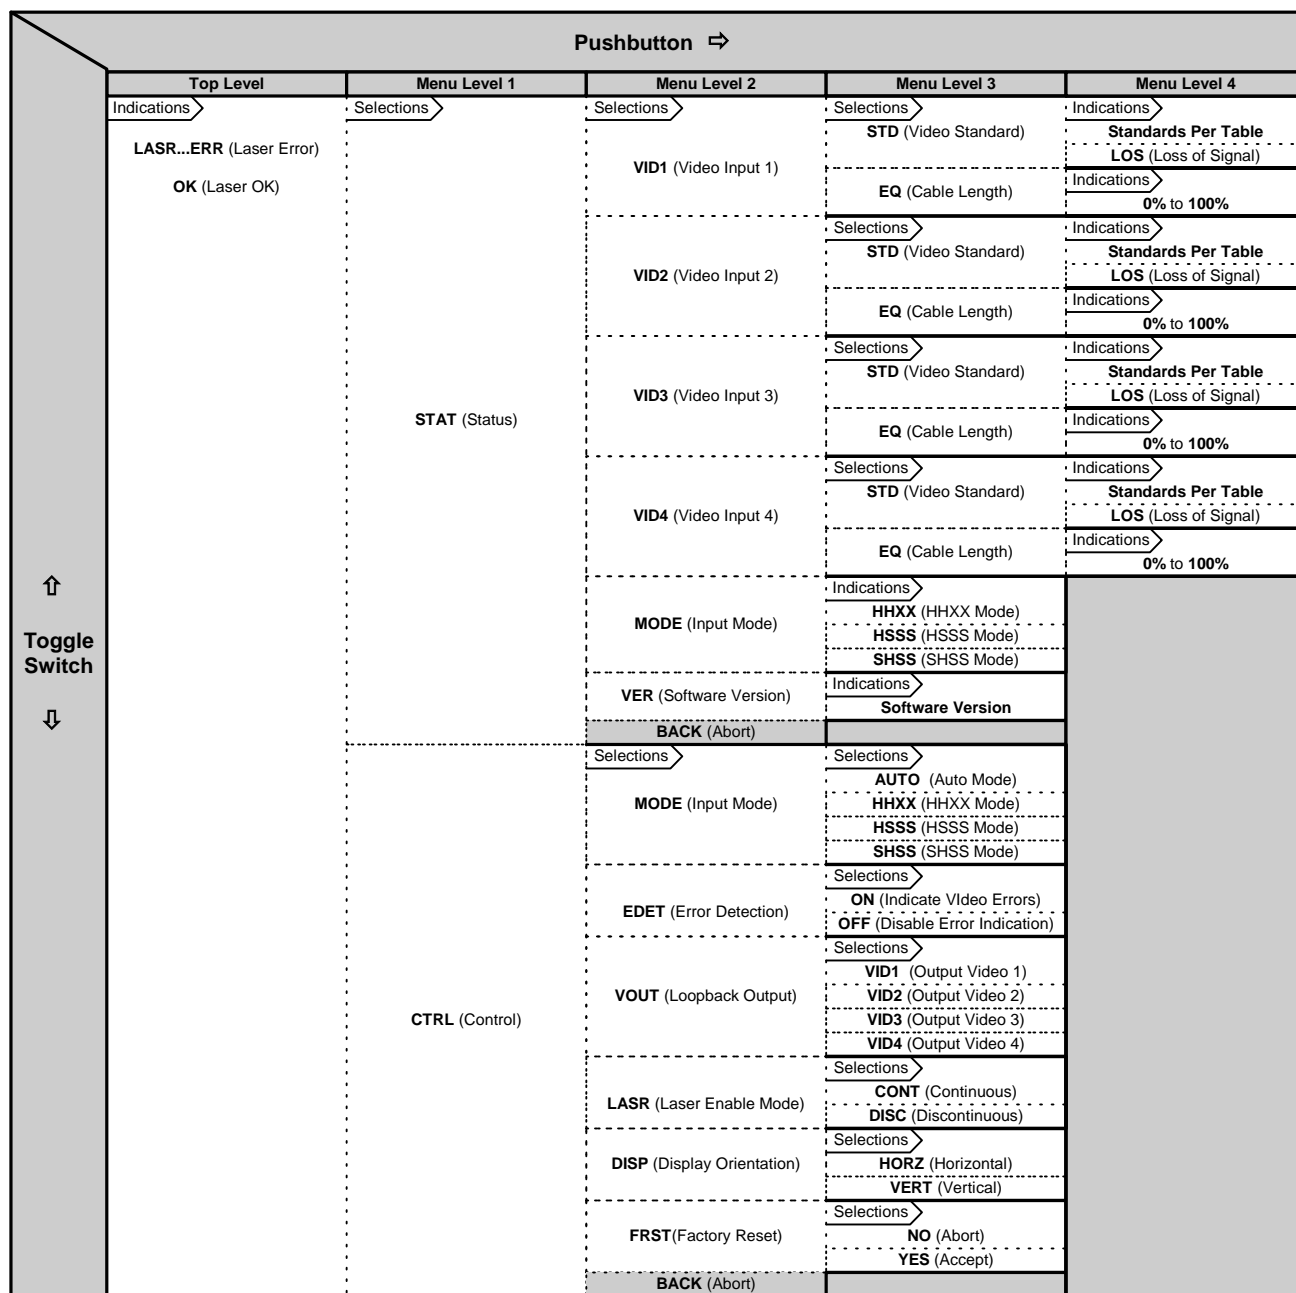 Pushbutton ⇨
Top Level
Menu Level 1
Menu Level 2
Menu Level 3
Menu Level 4
Toggle
Switch
Indications
LASR...ERR (Laser Error)
OK (Laser OK)
Selections
STAT (Status)
Selections
VID1 (Video Input 1)
Selections
STD (Video Standard)
Indications
Standards Per Table
LOS (Loss of Signal)
EQ (Cable Length)
Indications
0% to 100%
VID2 (Video Input 2)
Selections
STD (Video Standard)
Indications
Standards Per Table
LOS (Loss of Signal)
EQ (Cable Length)
Indications
0% to 100%
VID3 (Video Input 3)
Selections
STD (Video Standard)
Indications
Standards Per Table
LOS (Loss of Signal)
EQ (Cable Length)
Indications
0% to 100%
VID4 (Video Input 4)
Selections
STD (Video Standard)
Indications
Standards Per Table
LOS (Loss of Signal)
EQ (Cable Length)
Indications
0% to 100%
MODE (Input Mode)
Indications
HHXX (HHXX Mode)
HSSS (HSSS Mode)
SHSS (SHSS Mode)
VER (Software Version)
Indications
Software Version
BACK (Abort)
CTRL (Control)
Selections
MODE (Input Mode)
Selections
AUTO (Auto Mode)
HHXX (HHXX Mode)
HSSS (HSSS Mode)
SHSS (SHSS Mode)
EDET (Error Detection)
Selections
ON (Indicate VIdeo Errors)
OFF (Disable Error Indication)
VOUT (Loopback Output)
Selections
VID1 (Output Video 1)
VID2 (Output Video 2)
VID3 (Output Video 3)
VID4 (Output Video 4)
LASR (Laser Enable Mode)
Selections
CONT (Continuous)
DISC (Discontinuous)
DISP (Display Orientation)
Selections
HORZ (Horizontal)
VERT (Vertical)
FRST(Factory Reset)
Selections
NO (Abort)
YES (Accept)
BACK (Abort)